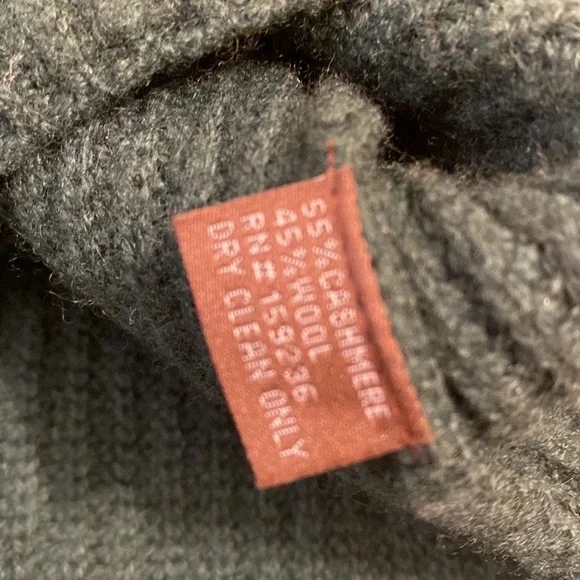 55% CASHMERE
45% WOOL
RN# 159236
DRY CLEAN ONLY